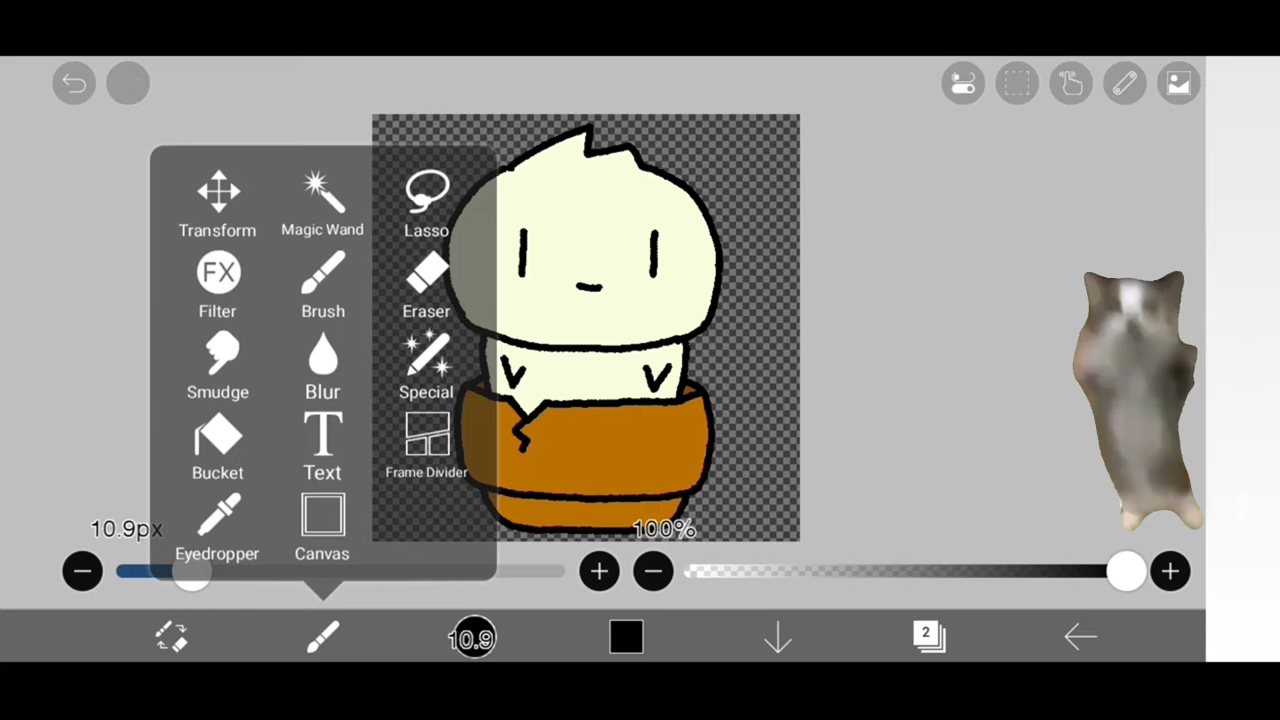 Transform
Magic Wand
Lasso
FX
Filter
Brush
Eraser
Smudge
Blur
Special
Bucket
T
Text
Frame Divider
Eyedropper
Canvas
10.9px
100%
10.9
2